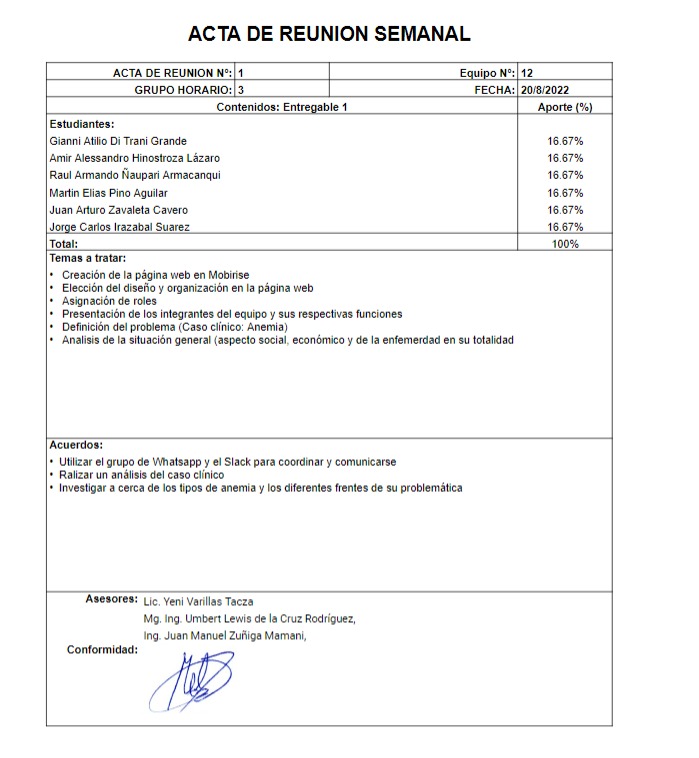 ACTA DE REUNION SEMANAL
ACTA DE REUNION Nº: 1 Equipo Nº: 12
GRUPO HORARIO: 3 FECHA: 20/8/2022
Contenidos: Entregable 1 Aporte (%)
Estudiantes:
Gianni Atilio Di Trani Grande 16.67%
Amir Alessandro Hinostroza Lázaro 16.67%
Raul Armando Ñaupari Armacanqui 16.67%
Martin Elias Pino Aguilar 16.67%
Juan Arturo Zavaleta Cavero 16.67%
Jorge Carlos Irazabal Suarez 16.67%
Total: 100%
Temas a tratar:
• Creación de la página web en Mobirise
• Elección del diseño y organización en la página web
• Asignación de roles
• Presentación de los integrantes del equipo y sus respectivas funciones
• Definición del problema (Caso clínico: Anemia)
• Analisis de la situación general (aspecto social, económico y de la enfemerdad en su totalidad
Acuerdos:
• Utilizar el grupo de Whatsapp y el Slack para coordinar y comunicarse
• Ralizar un análisis del caso clínico
• Investigar a cerca de los tipos de anemia y los diferentes frentes de su problemática
Asesores: Lic. Yeni Varillas Tacza
Mg. Ing. Umbert Lewis de la Cruz Rodríguez,
Ing. Juan Manuel Zuñiga Mamani,
Conformidad: